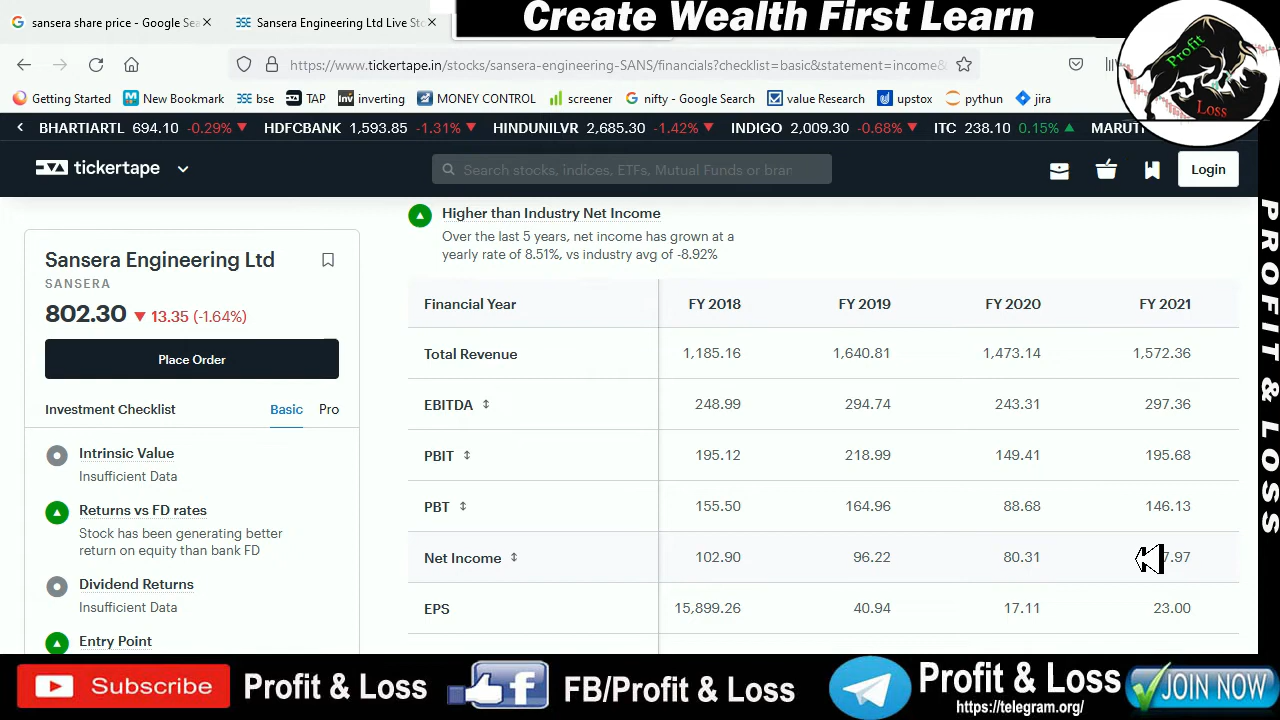 Create Wealth First Learn
sansera share price - Google Sea
Sansera Engineering Ltd Live Sto
Profit
Loss
https://www.tickertape.in/stocks/sansera-engineering-SANS/financials?checklist=basic&statement=income&
Getting Started
New Bookmark
bse
TAP
inverting
MONEY CONTROL
screener
nifty - Google Search
value Research
upstox
pythun
jira
BHARTIARTL 694.10 -0.29%
HDFCBANK 1,593.85 -1.31%
HINDUNILVR 2,685.30 -1.42%
INDIGO 2,009.30 -0.68%
ITC 238.10 0.15%
MARUTI
tickertape
Search stocks, indices, ETFs, Mutual Funds or bran
Login
PROFIT & LOSS
Sansera Engineering Ltd
SANSERA
802.30 13.35 (-1.64%)
Place Order
Investment Checklist Basic Pro
Intrinsic Value
Insufficient Data
Returns vs FD rates
Stock has been generating better
return on equity than bank FD
Dividend Returns
Insufficient Data
Entry Point
Higher than Industry Net Income
Over the last 5 years, net income has grown at a
yearly rate of 8.51%, vs industry avg of -8.92%
Financial Year FY 2018 FY 2019 FY 2020 FY 2021
Total Revenue 1,185.16 1,640.81 1,473.14 1,572.36
EBITDA 248.99 294.74 243.31 297.36
PBIT 195.12 218.99 149.41 195.68
PBT 155.50 164.96 88.68 146.13
Net Income 102.90 96.22 80.31
EPS 15,899.26 40.94 17.11 23.00
Subscribe
Profit & Loss
FB/Profit & Loss
Profit & Loss
https://telegram.org/
JOIN NOW